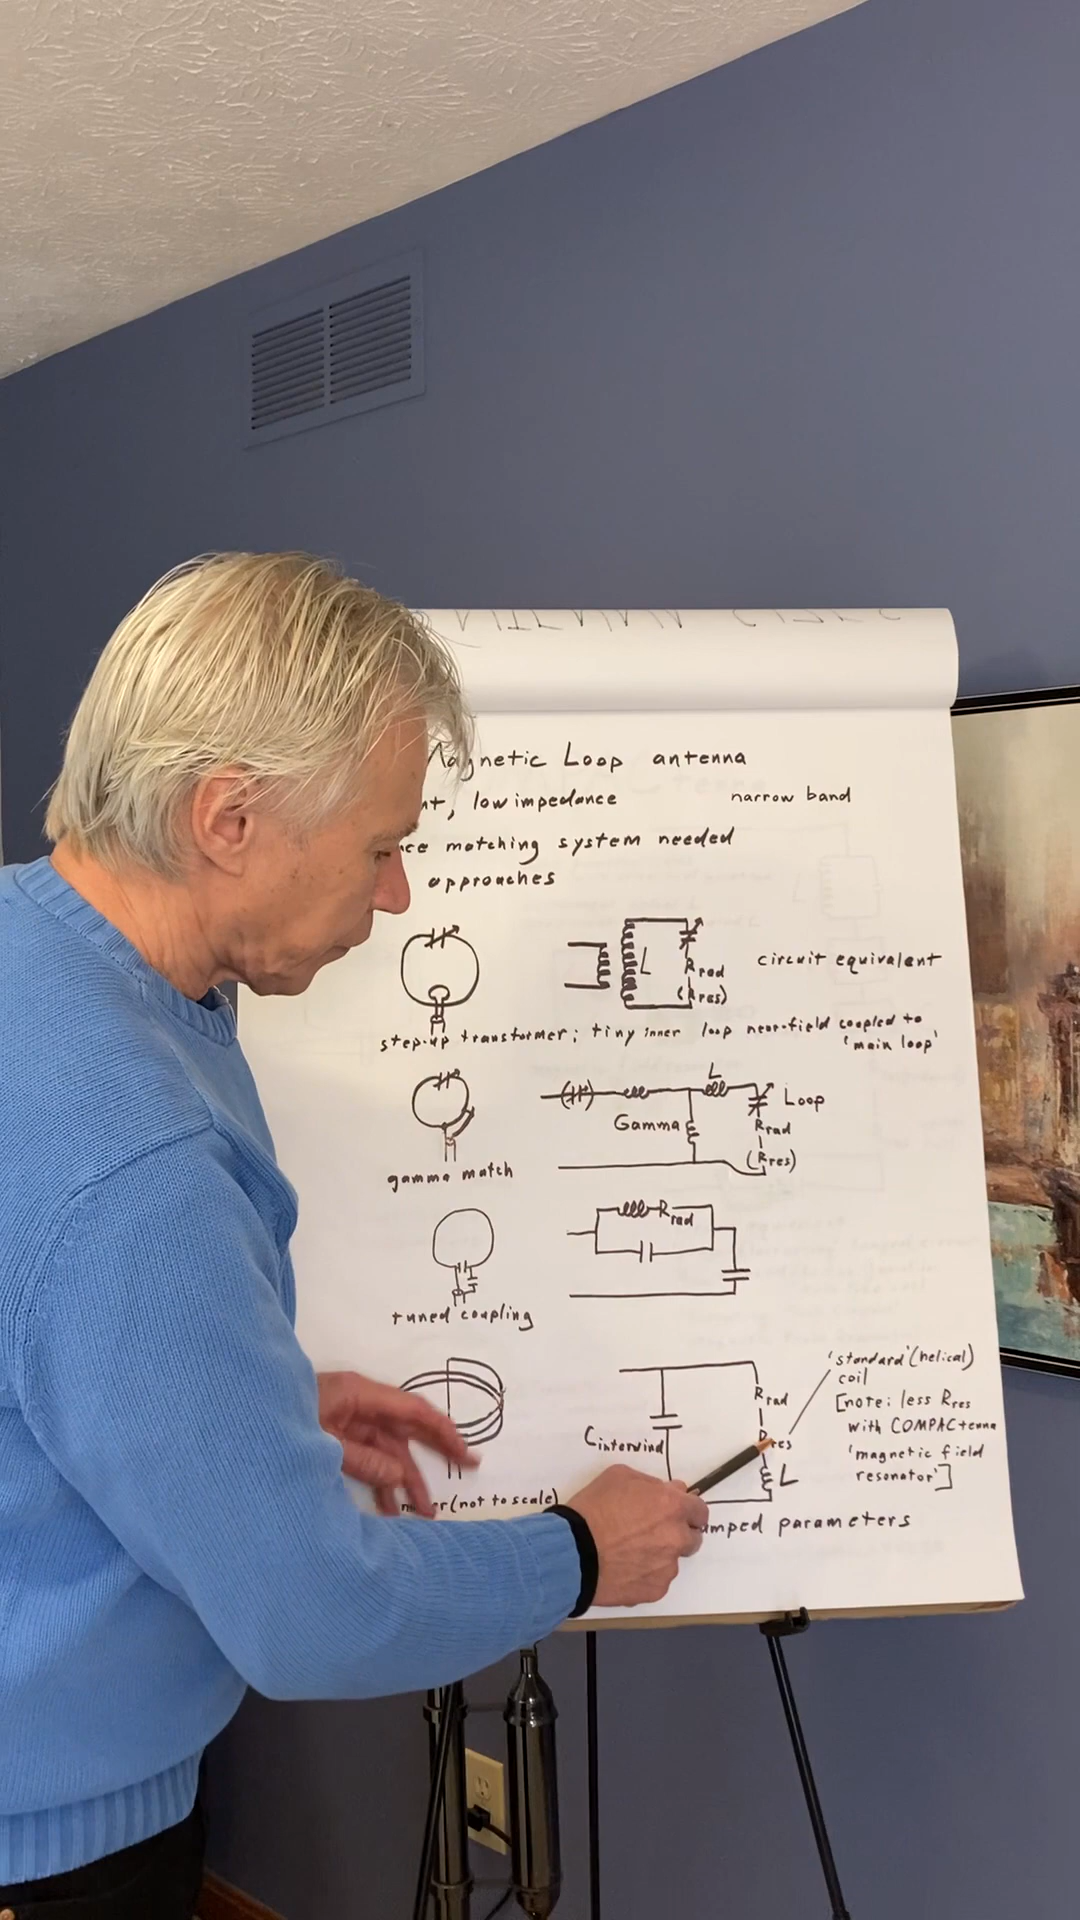 Magnetic Loop antenna
low impedance narrow band
matching system needed
approaches
L
Rrad
(Rres)
circuit equivalent
step-up transformer; tiny inner loop near-field coupled to
'main loop'
L
Loop
Gamma
Rrad
(Rres)
gamma match
Rrad
tuned coupling
'standard' (helical)
coil
Rrad
[note: less Rres
with COMPACtenna
Cinterwind
Rres
'magnetic field
resonator']
L
(not to scale)
parameters